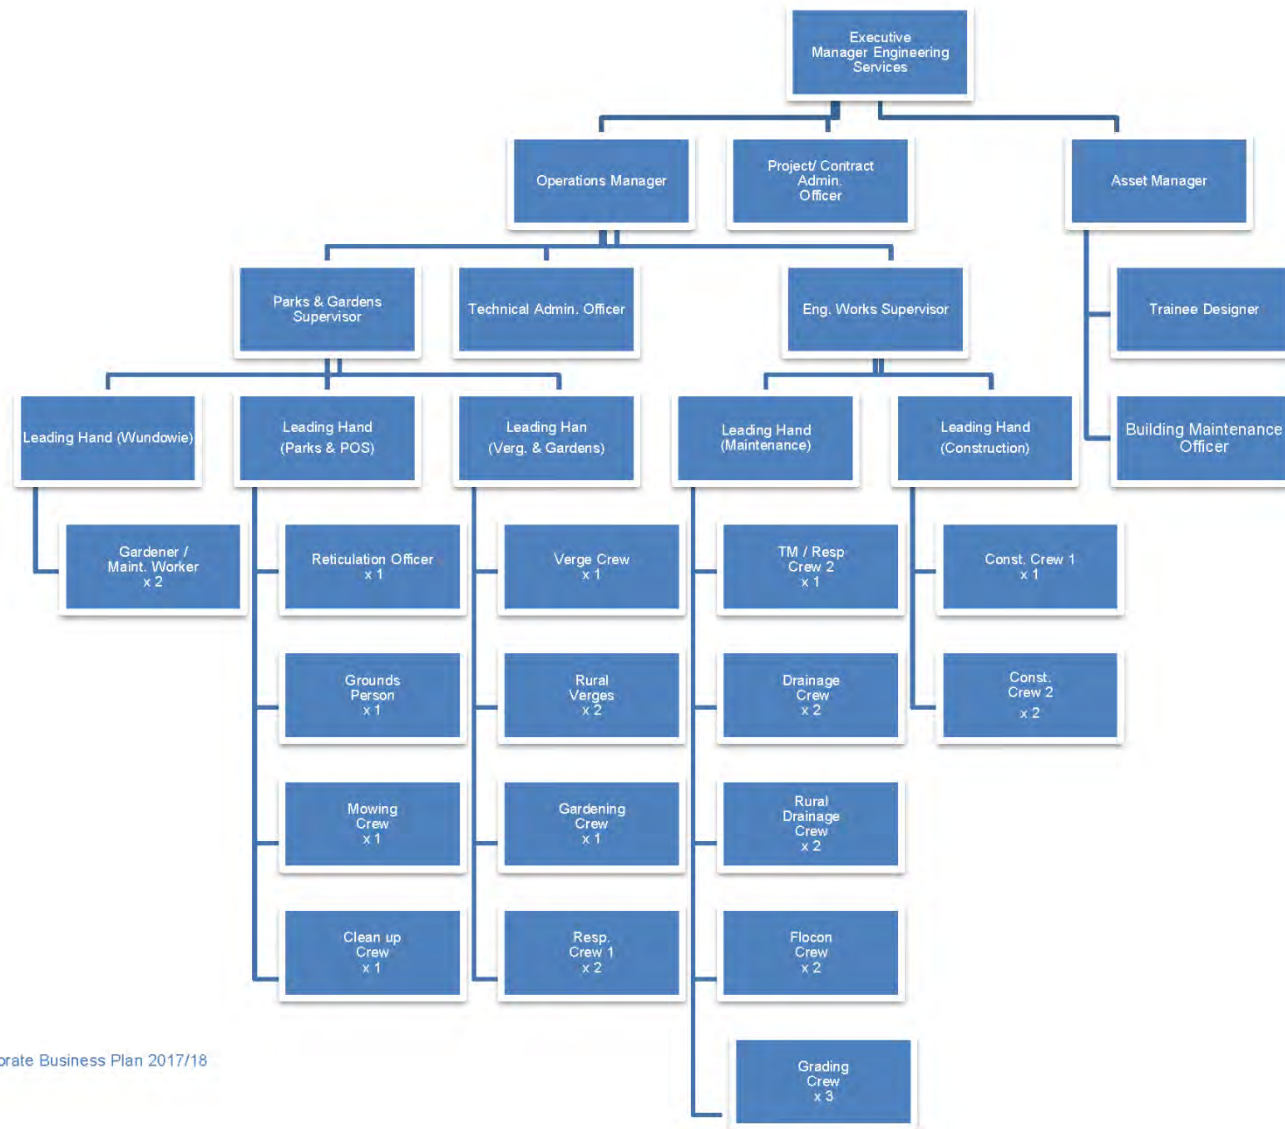 Executive
Manager Engineering
Services
Operations Manager
Project/ Contract
Admin.
Officer
Asset Manager
Parks & Gardens
Supervisor
Technical Admin. Officer
Eng. Works Supervisor
Trainee Designer
Leading Hand (Wundowie)
Leading Hand
(Parks & POS)
Leading Han
(Verg. & Gardens)
Leading Hand
(Maintenance)
Leading Hand
(Construction)
Building Maintenance
Officer
Gardener /
Maint. Worker
x 2
Reticulation Officer
x 1
Verge Crew
x 1
TM / Resp
Crew 2
x 1
Const. Crew 1
x 1
Grounds
Person
x 1
Rural
Verges
x 2
Drainage
Crew
x 2
Const.
Crew 2
x 2
Mowing
Crew
x 1
Gardening
Crew
x 1
Rural
Drainage
Crew
x 2
Clean up
Crew
x 1
Resp.
Crew 1
x 2
Flocon
Crew
x 2
Grading
Crew
x 3
orate Business Plan 2017/18